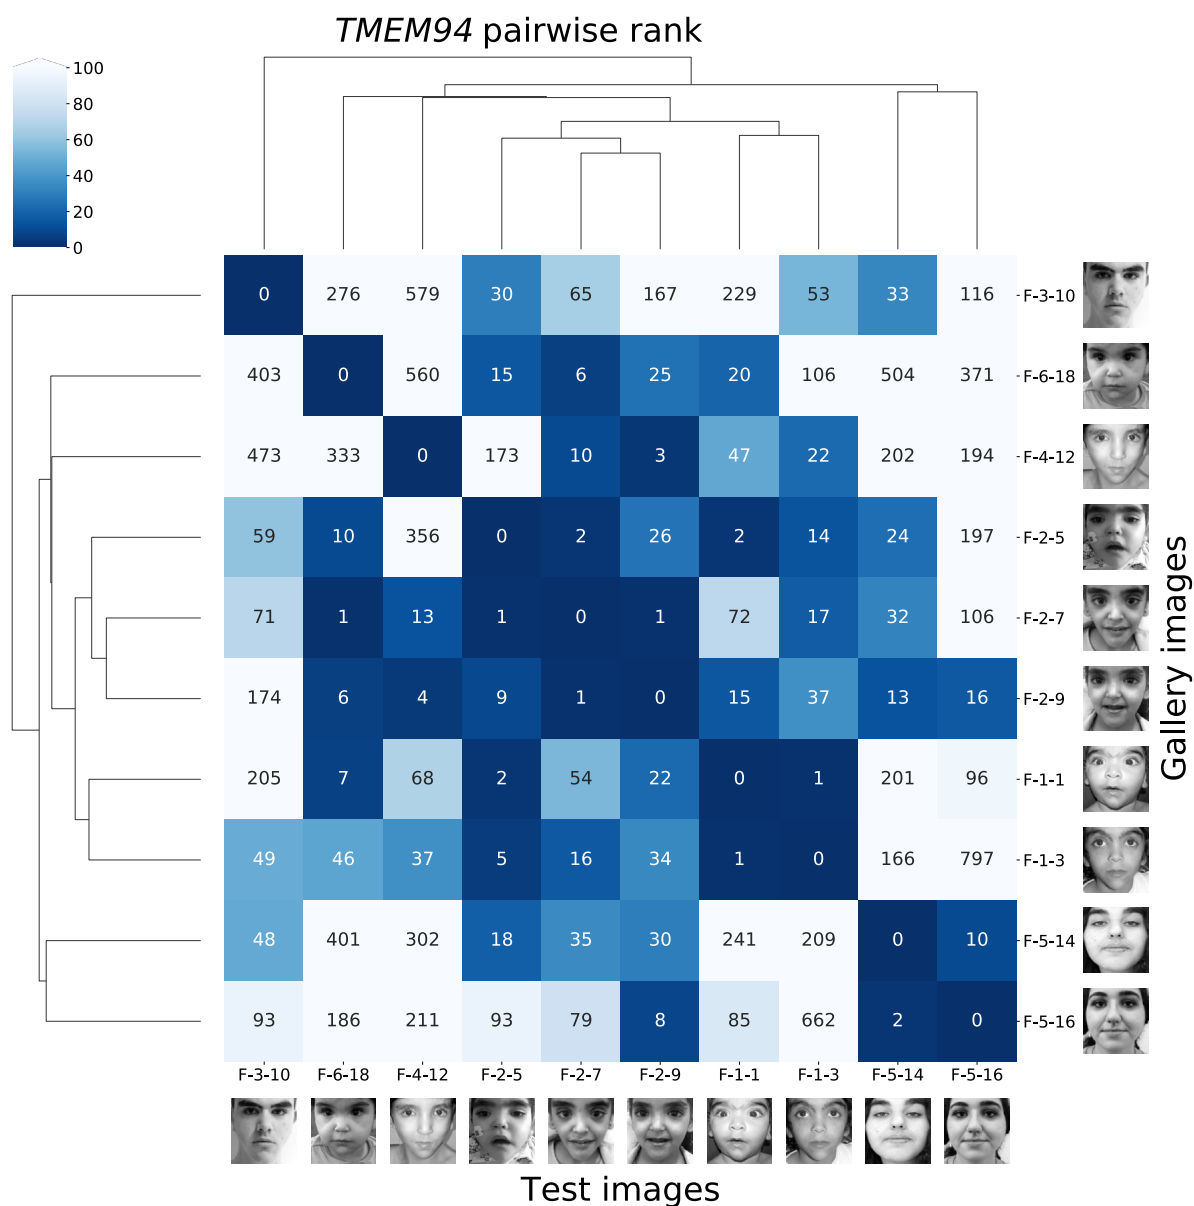 TMEM94 pairwise rank
100
80
60
40
20
0
0 276 579 30 65 167 229 53 33 116 F-3-10
403 0 560 15 6 25 20 106 504 371 F-6-18
473 333 0 173 10 3 47 22 202 194 F-4-12
59 10 356 0 2 26 2 14 24 197 F-2-5
71 1 13 1 0 1 72 17 32 106 F-2-7
174 6 4 9 1 0 15 37 13 16 F-2-9
205 7 68 2 54 22 0 1 201 96 F-1-1
49 46 37 5 16 34 1 0 166 797 F-1-3
48 401 302 18 35 30 241 209 0 10 F-5-14
93 186 211 93 79 8 85 662 2 0 F-5-16
Gallery images
F-3-10 F-6-18 F-4-12 F-2-5 F-2-7 F-2-9 F-1-1 F-1-3 F-5-14 F-5-16
Test images